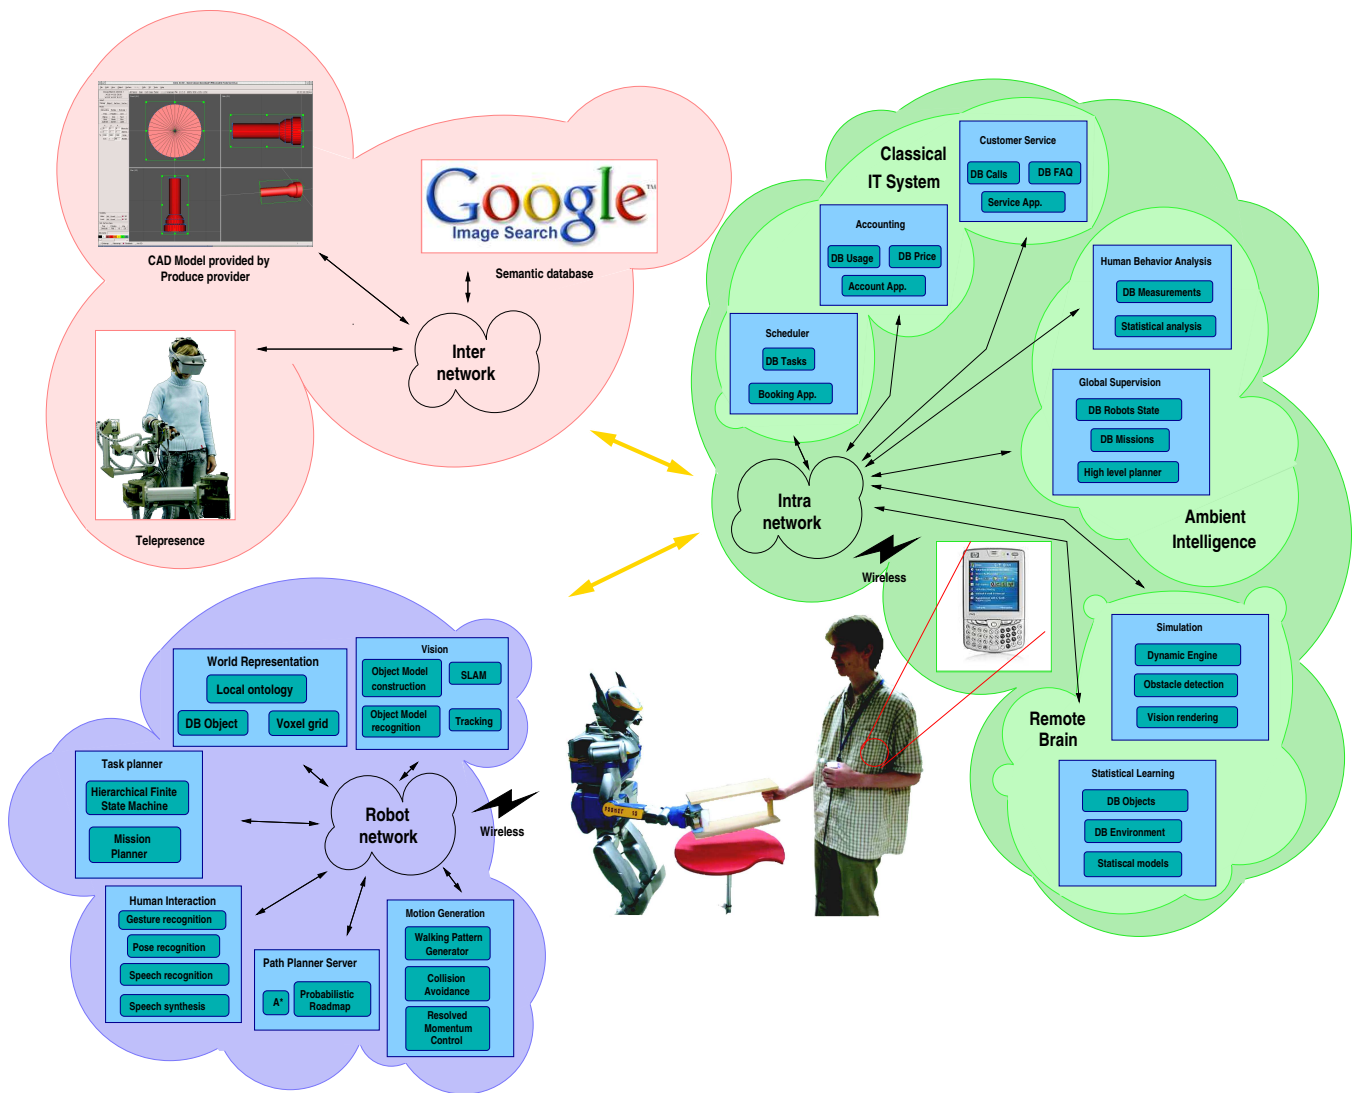 CAD Model provided by
Produce provider
Google
TM
Image Search
Semantic database
Inter
network
Telepresence
Classical
IT System
Customer Service
DB Calls
DB FAQ
Service App.
Accounting
DB Usage
DB Price
Account App.
Scheduler
DB Tasks
Booking App.
Human Behavior Analysis
DB Measurements
Statistical analysis
Global Supervision
DB Robots State
DB Missions
High level planner
Ambient
Intelligence
Intra
network
Wireless
Simulation
Dynamic Engine
Obstacle detection
Vision rendering
Remote
Brain
Statistical Learning
DB Objects
DB Environment
Statiscal models
World Representation
Local ontology
DB Object
Voxel grid
Vision
Object Model
construction
SLAM
Object Model
recognition
Tracking
Task planner
Hierarchical Finite
State Machine
Mission
Planner
Robot
network
Wireless
Human Interaction
Gesture recognition
Pose recognition
Speech recognition
Speech synthesis
Path Planner Server
A*
Probabilistic
Roadmap
Motion Generation
Walking Pattern
Generator
Collision
Avoidance
Resolved
Momentum
Control